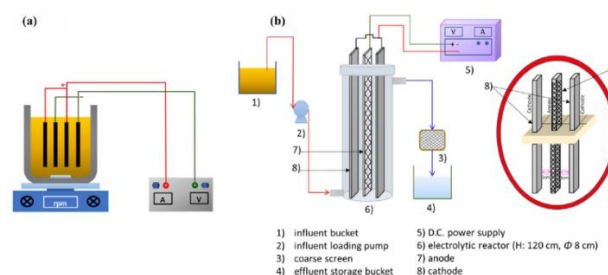 (a)
rpm
A
V
(b)
V
A
1)
2)
3)
4)
5)
6)
7)
8)
8)
Cathode
Cathode
1) influent bucket
2) influent loading pump
3) coarse screen
4) effluent storage bucket
5) D.C. power supply
6) electrolytic reactor (H: 120 cm, Φ 8 cm)
7) anode
8) cathode